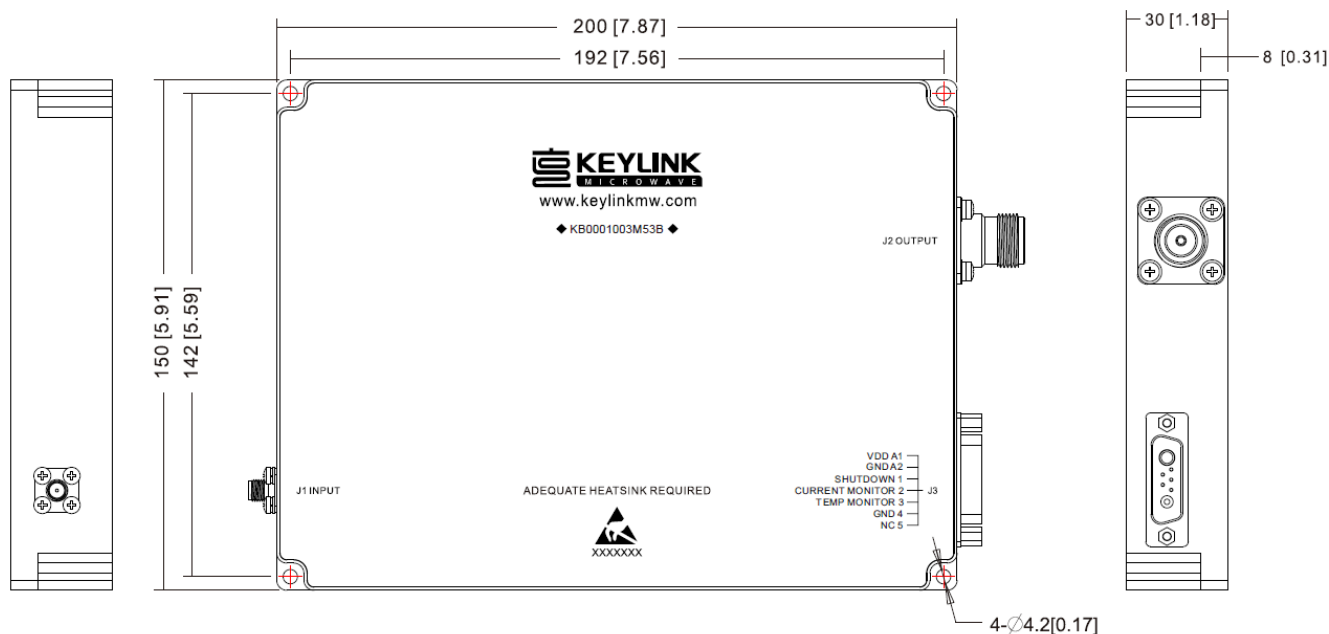 200 [7.87]
192 [7.56]
30 [1.18]
8 [0.31]
KEYLINK
MICROWAVE
www.keylinkmw.com
◆ KB0001003M53B ◆
J2 OUTPUT
150 [5.91]
142 [5.59]
VDD A1
GND A2
SHUTDOWN 1
CURRENT MONITOR 2
J3
TEMP MONITOR 3
GND 4
NC 5
J1 INPUT
ADEQUATE HEATSINK REQUIRED
XXXXXXX
4-∅4.2[0.17]